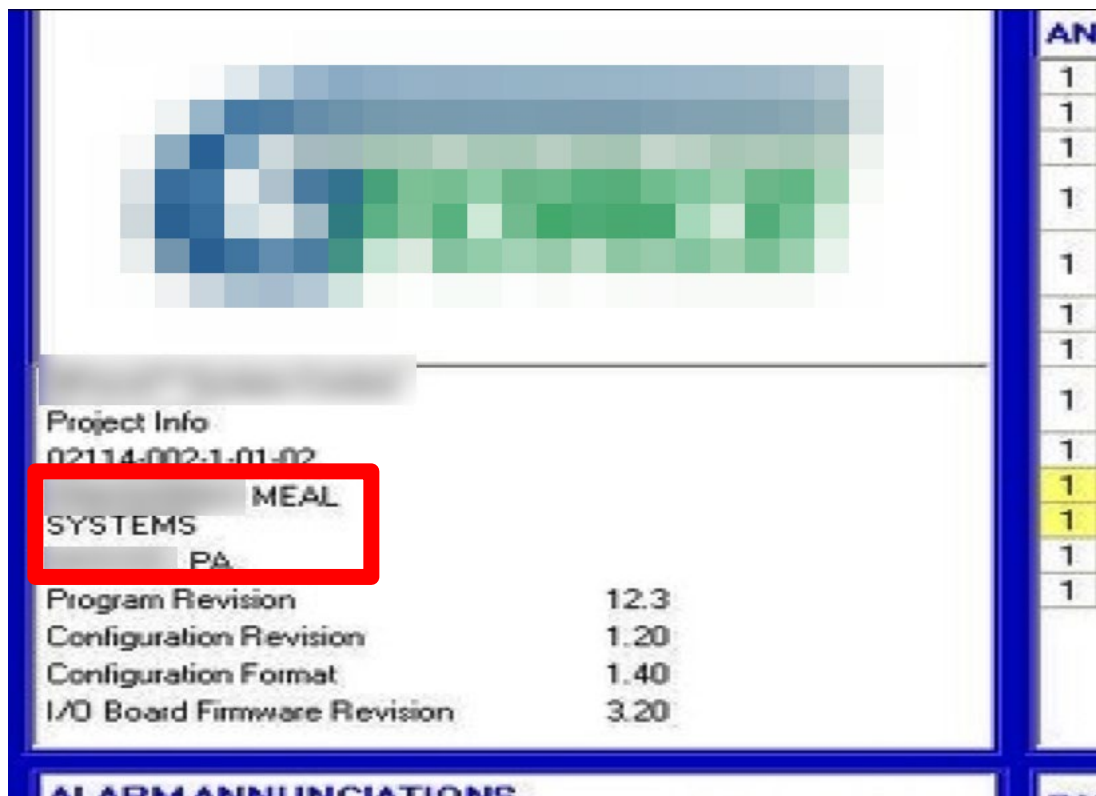 Project Info
02114-002-1-01-02
MEAL
SYSTEMS
PA
Program Revision 12.3
Configuration Revision 1.20
Configuration Format 1.40
I/O Board Firmware Revision 3.20
ALARM ANNUNCIATIONS
AN
1
1
1
1
1
1
1
1
1
1
1
1
1